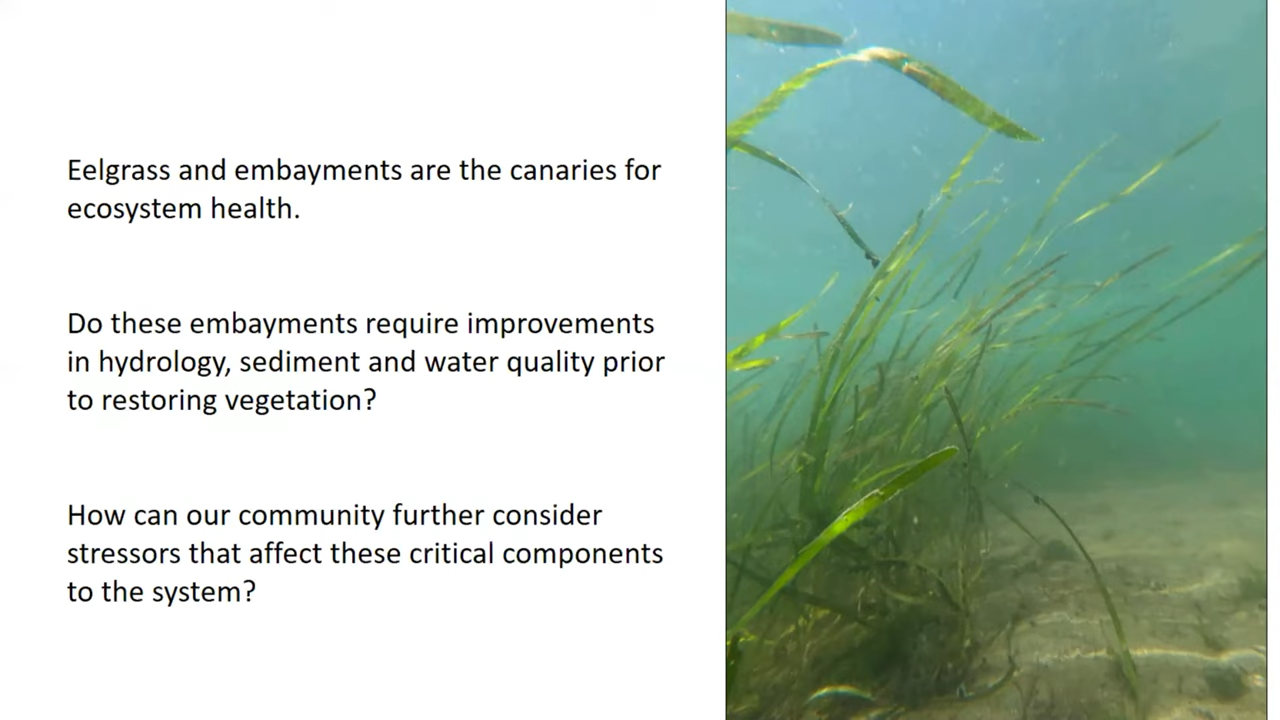 Eelgrass and embayments are the canaries for
ecosystem health.
Do these embayments require improvements
in hydrology, sediment and water quality prior
to restoring vegetation?
How can our community further consider
stressors that affect these critical components
to the system?